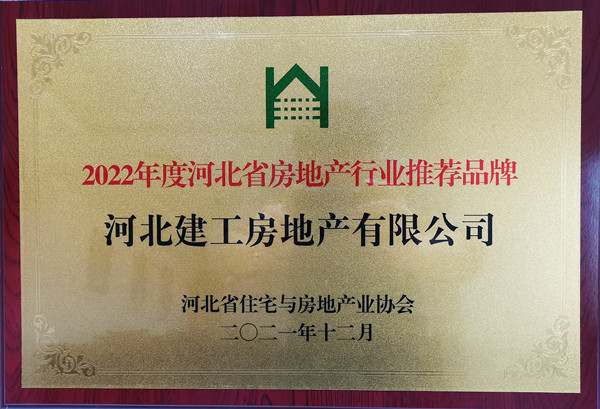 2022年度河北省房地产行业推荐品牌
河北建工房地产有限公司
河北省住宅与房地产业协会
二〇二一年十二月